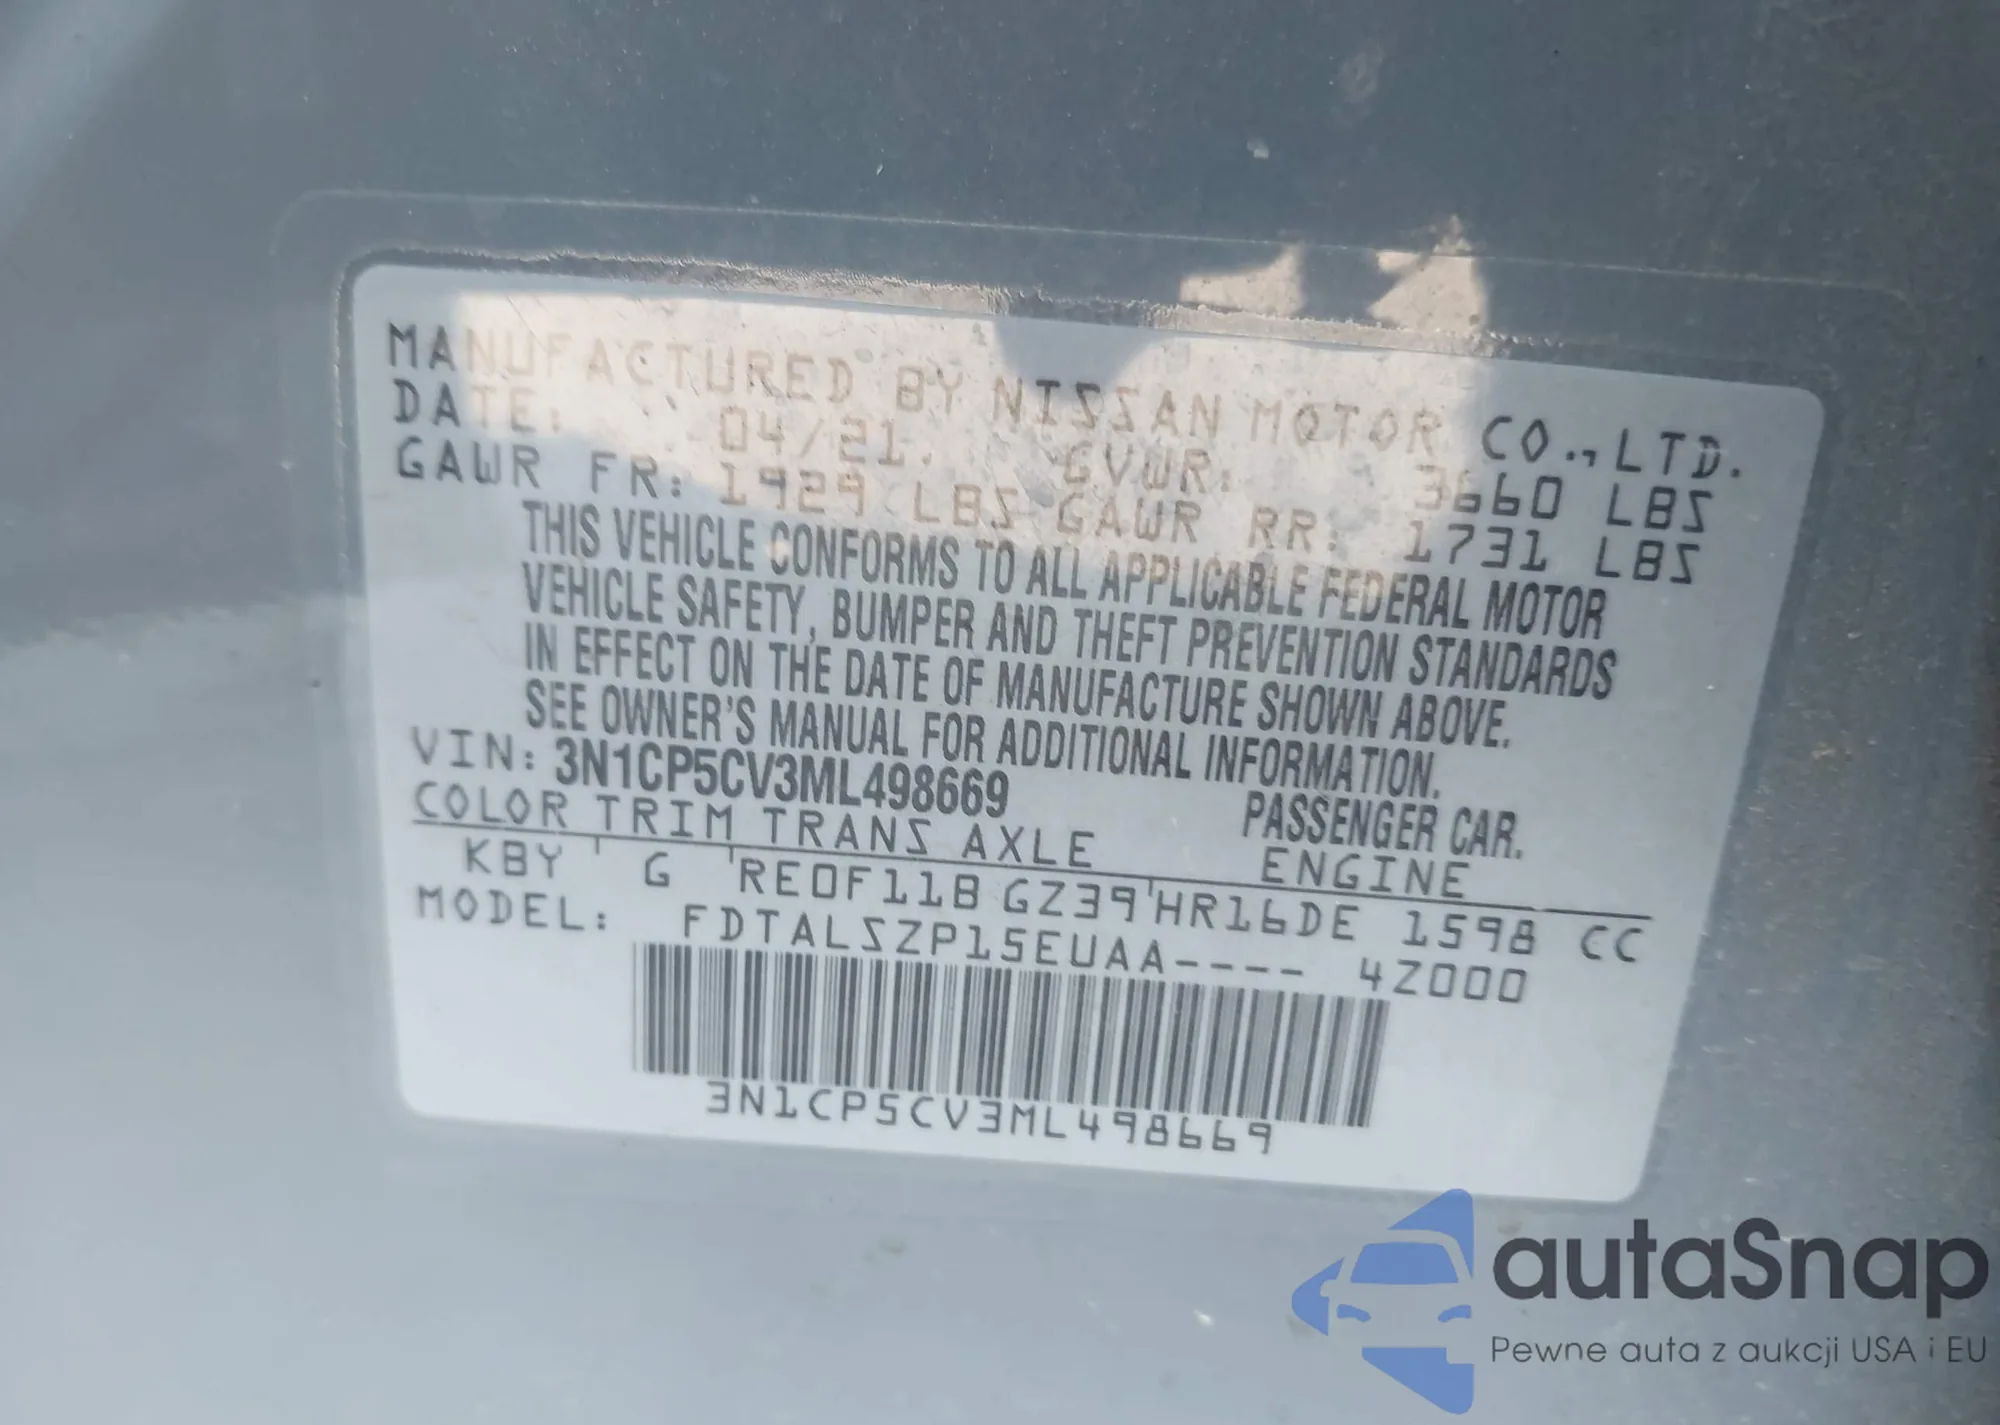 MANUFACTURED BY NISSAN MOTOR CO.,LTD.
DATE: 04/21. GVWR: 3660 LBS
GAWR FR: 1929 LBS GAWR RR: 1731 LBS
THIS VEHICLE CONFORMS TO ALL APPLICABLE FEDERAL MOTOR
VEHICLE SAFETY, BUMPER AND THEFT PREVENTION STANDARDS
IN EFFECT ON THE DATE OF MANUFACTURE SHOWN ABOVE.
SEE OWNER'S MANUAL FOR ADDITIONAL INFORMATION.
VIN: 3N1CP5CV3ML498669 PASSENGER CAR.
COLOR TRIM TRANS AXLE ENGINE
KBY G RE0F11B GZ39 HR16DE 1598 CC
MODEL: FDTALSZP15EUAA---- 4Z000
3N1CP5CV3ML498669
autaSnap
Pewne auta z aukcji USA i EU